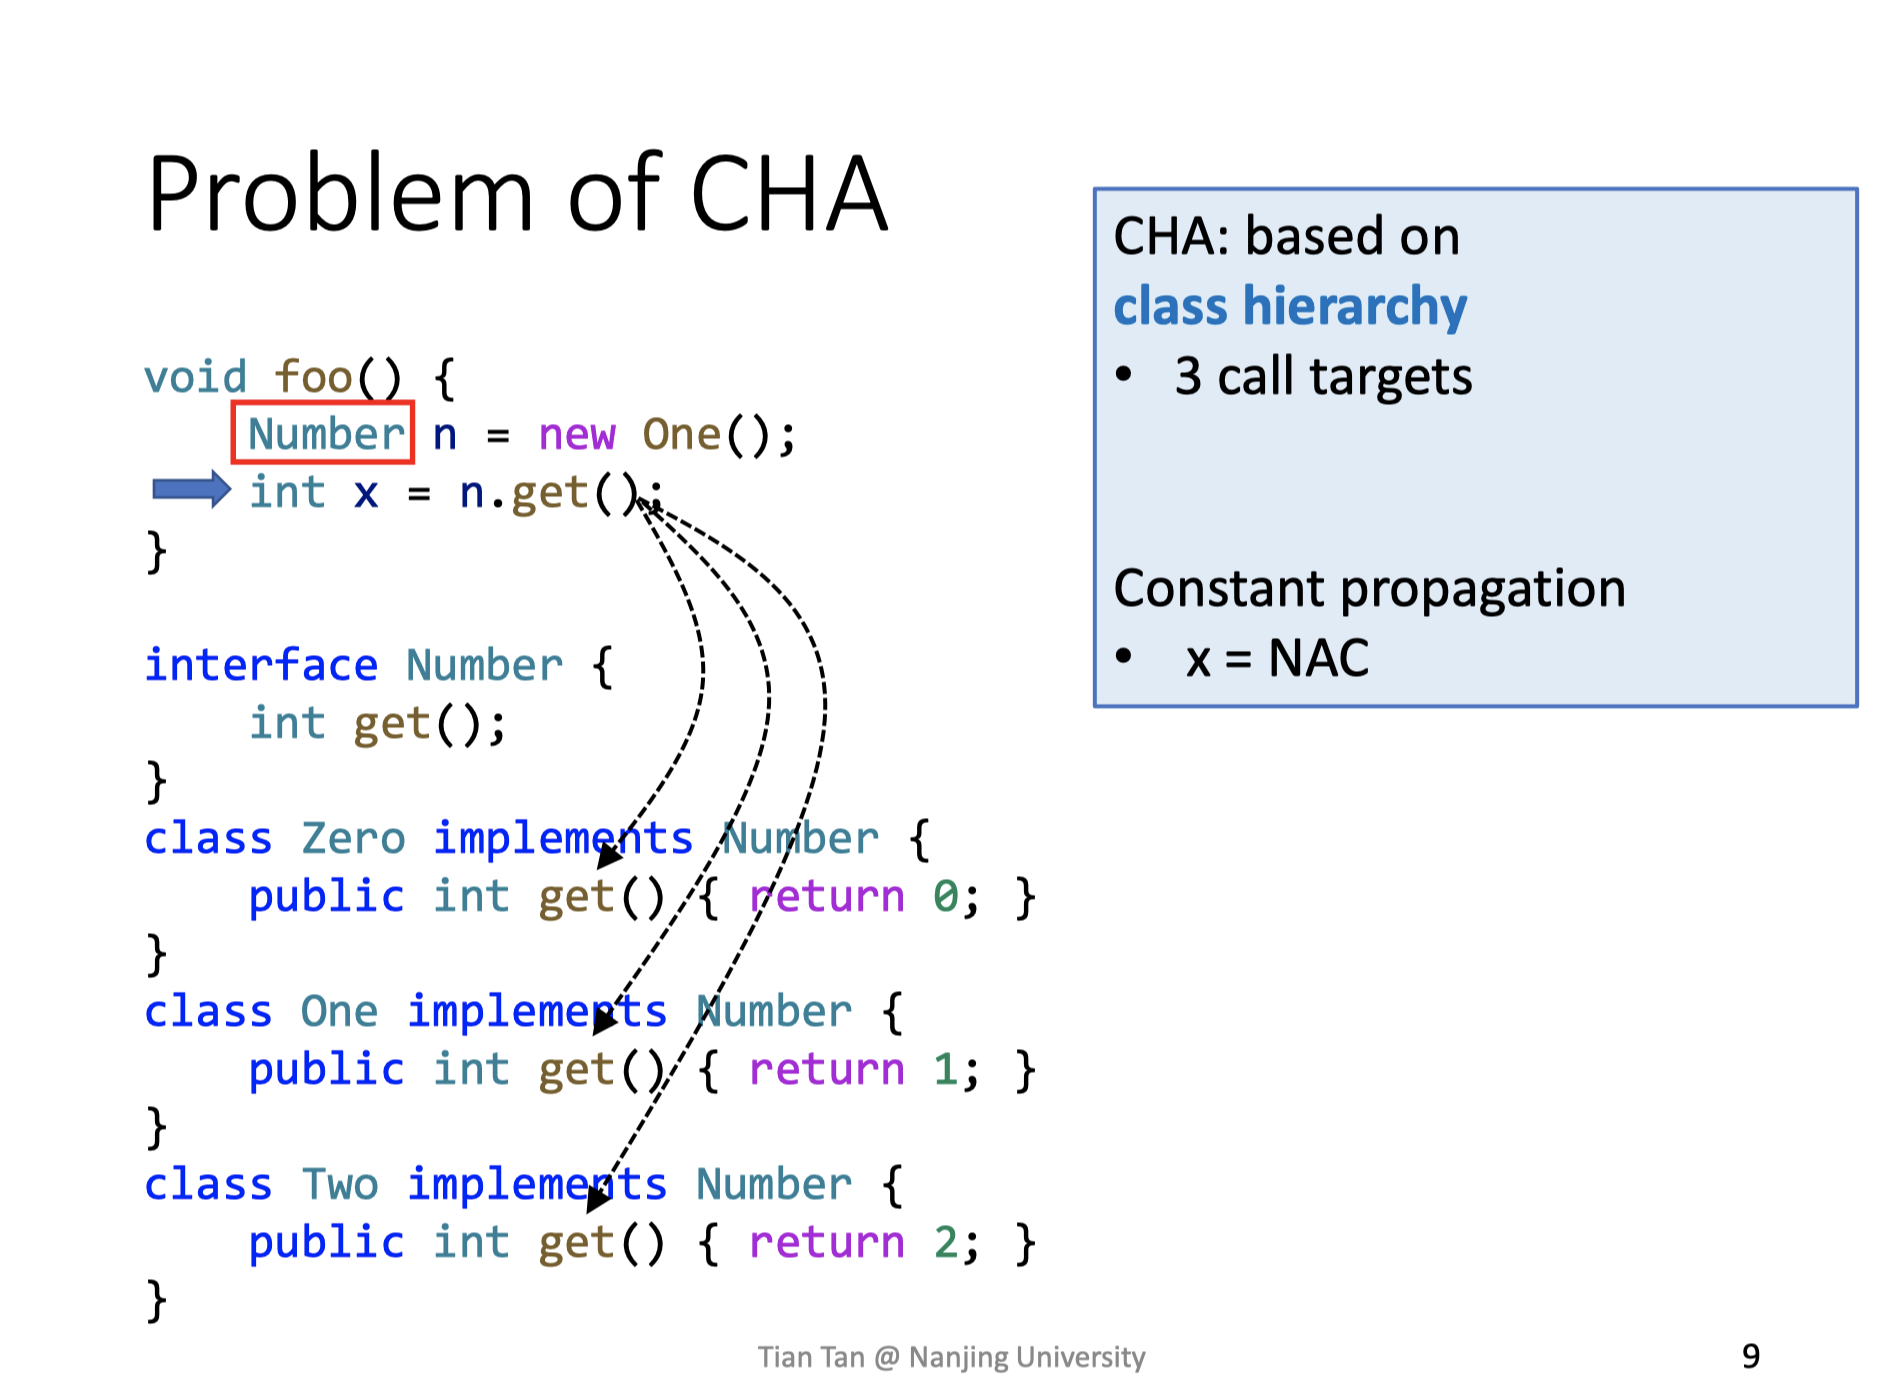 Problem of CHA
void foo() {
    Number n = new One();
    int x = n.get();
}
interface Number {
    int get();
}
class Zero implements Number {
    public int get() { return 0; }
}
class One implements Number {
    public int get() { return 1; }
}
class Two implements Number {
    public int get() { return 2; }
}
CHA: based on
class hierarchy
• 3 call targets
Constant propagation
• x = NAC
Tian Tan @ Nanjing University
9